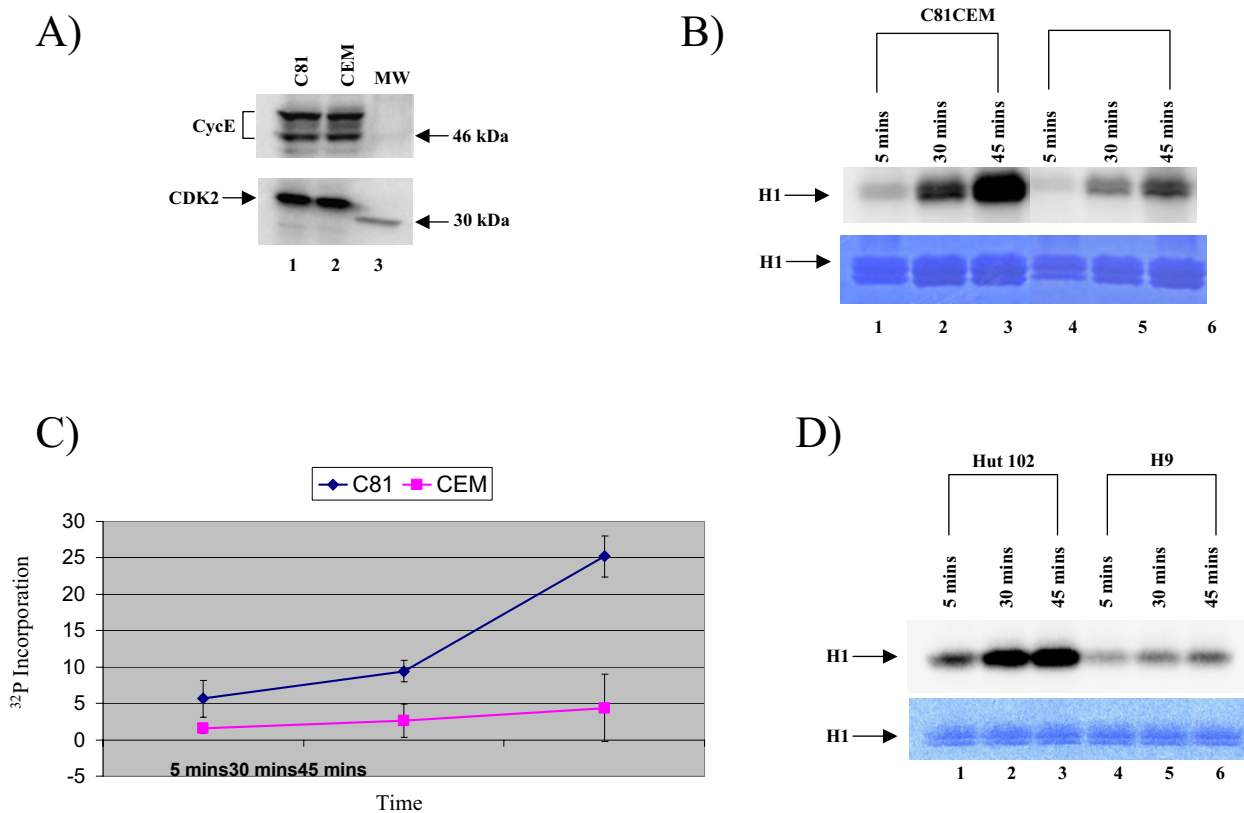 A)
C81 CEM MW
CycE
46 kDa
CDK2
30 kDa
1 2 3
B)
C81CEM
5 mins 30 mins 45 mins 5 mins 30 mins 45 mins
H1
H1
1 2 3 4 5 6
C)
C81 CEM
30
25
20
15
10
5
0
-5
32P Incorporation
5 mins30 mins45 mins
Time
D)
Hut 102 H9
5 mins 30 mins 45 mins 5 mins 30 mins 45 mins
H1
H1
1 2 3 4 5 6